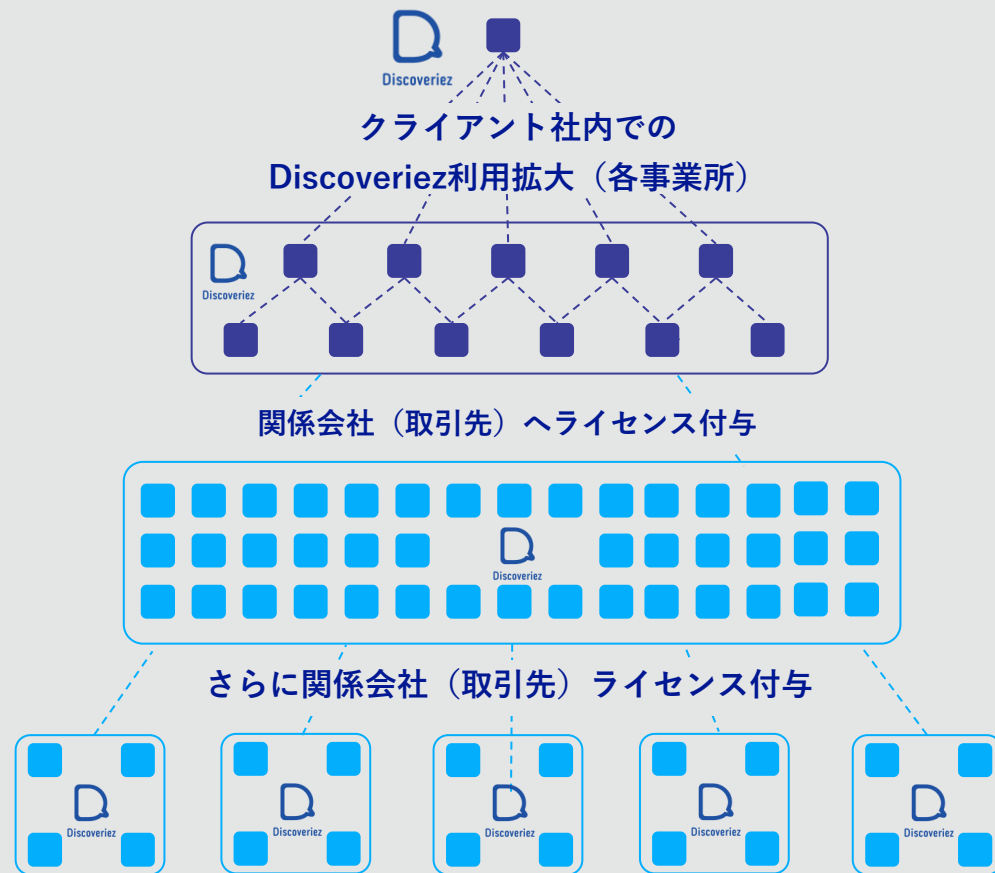 Discoveriez
クライアント社内での
Discoveriez利用拡大（各事業所）
Discoveriez
関係会社（取引先）へライセンス付与
Discoveriez
さらに関係会社（取引先）ライセンス付与
Discoveriez
Discoveriez
Discoveriez
Discoveriez
Discoveriez